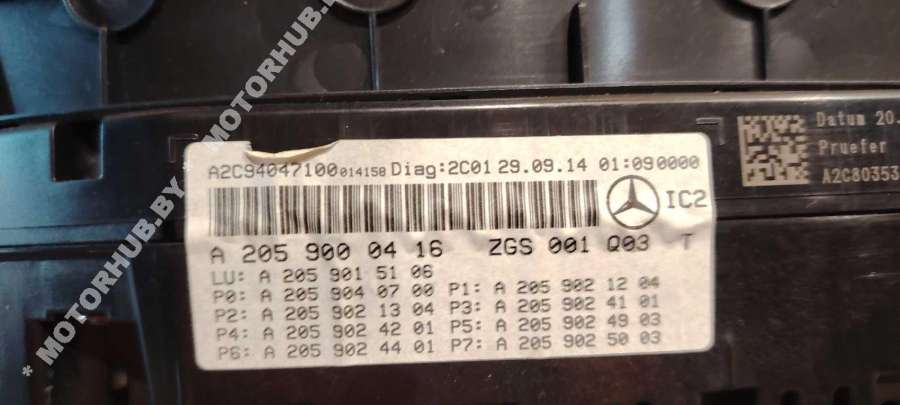 MOTORHUB.BY * MOTORHUB.BY
Datum 20.
Pruefer
A2C80353
A2C94047100014158 Diag:2C01 29.09.14 01:090000
IC2
A 205 900 04 16 ZGS 001 Q03 T
LU: A 205 901 51 06
P0: A 205 904 07 00 P1: A 205 902 12 04
P2: A 205 902 13 04 P3: A 205 902 41 01
P4: A 205 902 42 01 P5: A 205 902 49 03
P6: A 205 902 44 01 P7: A 205 902 50 03